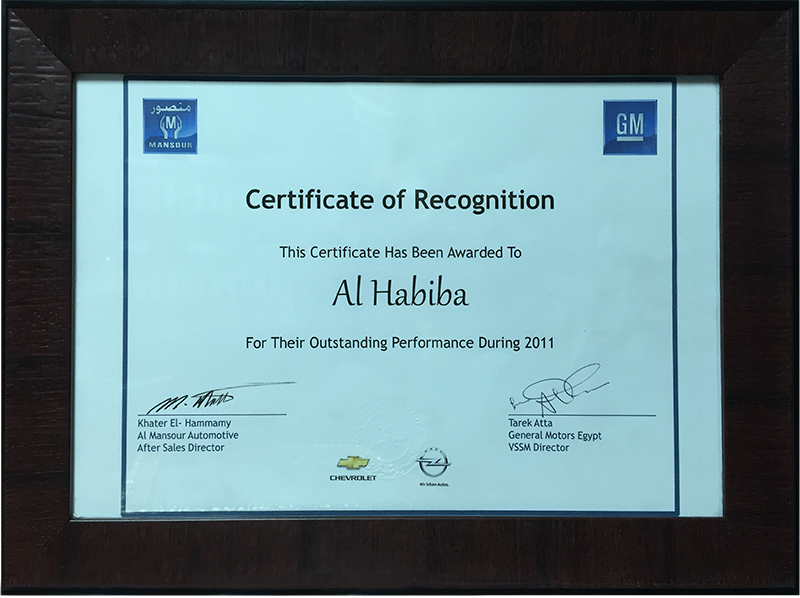 منصور
M
MANSOUR
GM
Certificate of Recognition
This Certificate Has Been Awarded To
Al Habiba
For Their Outstanding Performance During 2011
Khater El- Hammamy
Al Mansour Automotive
After Sales Director
Tarek Atta
General Motors Egypt
VSSM Director
CHEVROLET
OPEL
Wir leben Autos.